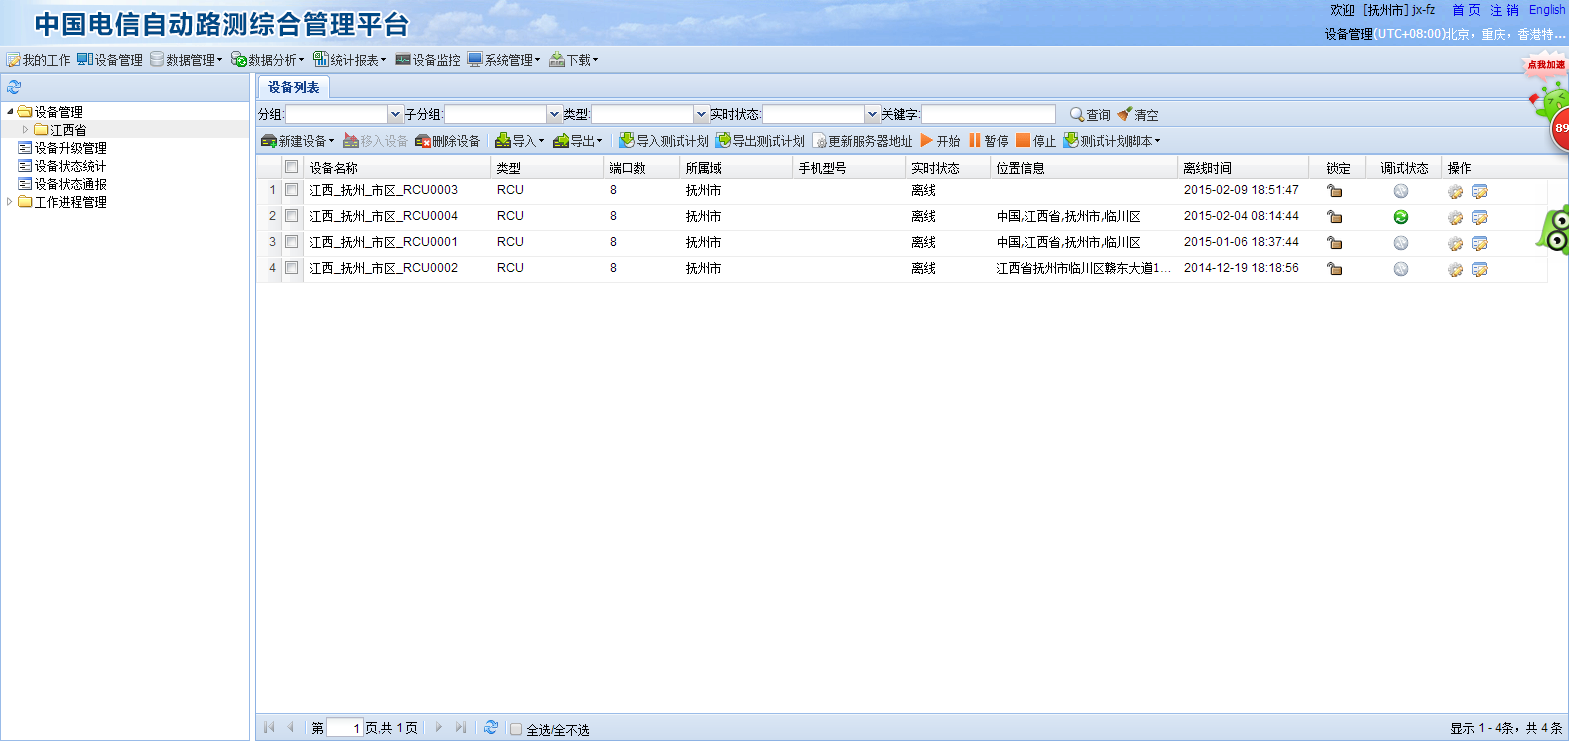 中国电信自动路测综合管理平台
欢迎 [抚州市] jx-fz 首 页 注 销 English
设备管理(UTC+08:00)北京，重庆，香港特...
我的工作 设备管理 数据管理 数据分析 统计报表 设备监控 系统管理 下载
点我加速
89
设备列表
设备管理
江西省
设备升级管理
设备状态统计
设备状态通报
工作进程管理
分组: 子分组: 类型: 实时状态: 关键字: 查询 清空
新建设备 移入设备 删除设备 导入 导出 导入测试计划 导出测试计划 更新服务器地址 开始 暂停 停止 测试计划脚本
设备名称 类型 端口数 所属域 手机型号 实时状态 位置信息 离线时间 锁定 调试状态 操作
1 江西_抚州_市区_RCU0003 RCU 8 抚州市 离线 2015-02-09 18:51:47
2 江西_抚州_市区_RCU0004 RCU 8 抚州市 离线 中国,江西省,抚州市,临川区 2015-02-04 08:14:44
3 江西_抚州_市区_RCU0001 RCU 8 抚州市 离线 中国,江西省,抚州市,临川区 2015-01-06 18:37:44
4 江西_抚州_市区_RCU0002 RCU 8 抚州市 离线 江西省抚州市临川区赣东大道1... 2014-12-19 18:18:56
第 1 页,共 1 页 全选/全不选 显示 1 - 4条，共 4 条